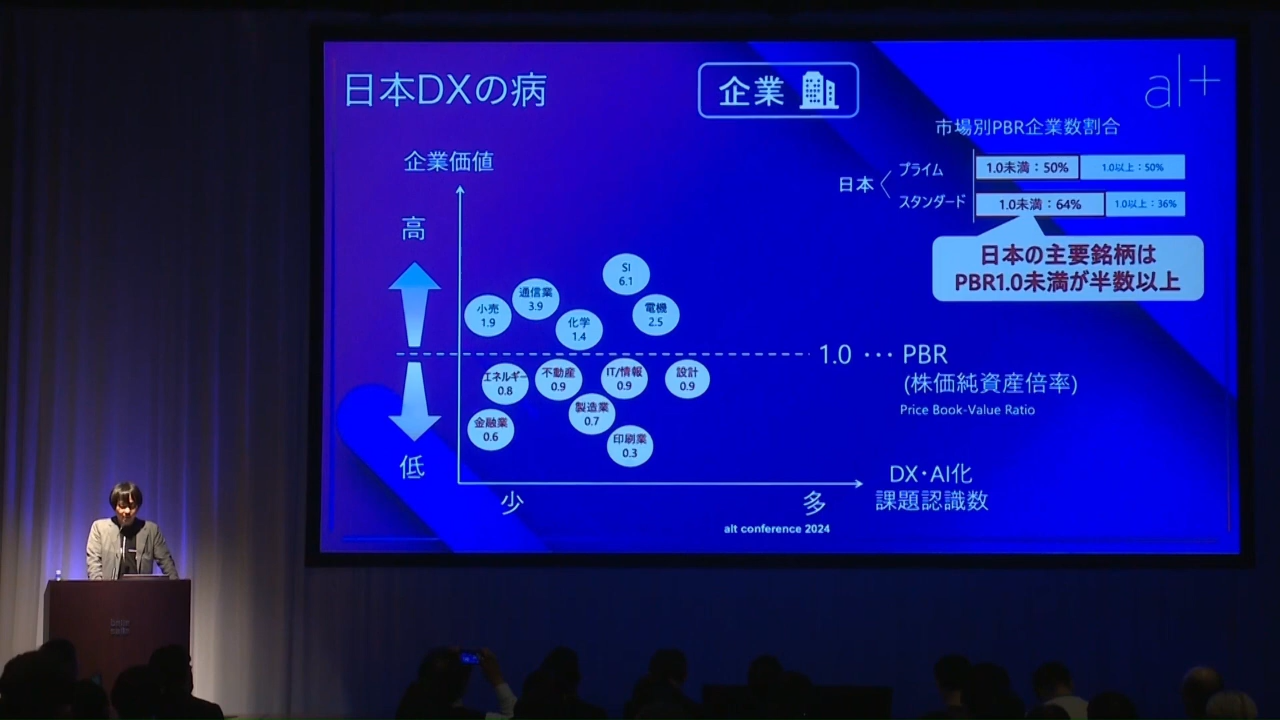 日本DXの病
企業
al+
市場別PBR企業数割合
日本
プライム
1.0未満：50%
1.0以上：50%
スタンダード
1.0未満：64%
1.0以上：36%
日本の主要銘柄は
PBR1.0未満が半数以上
企業価値
高
SI
6.1
通信業
3.9
小売
1.9
化学
1.4
電機
2.5
1.0 ･･･ PBR
(株価純資産倍率)
Price Book-Value Ratio
エネルギー
0.8
不動産
0.9
IT/情報
0.9
設計
0.9
製造業
0.7
金融業
0.6
印刷業
0.3
低
少
多
DX・AI化
課題認識数
alt conference 2024